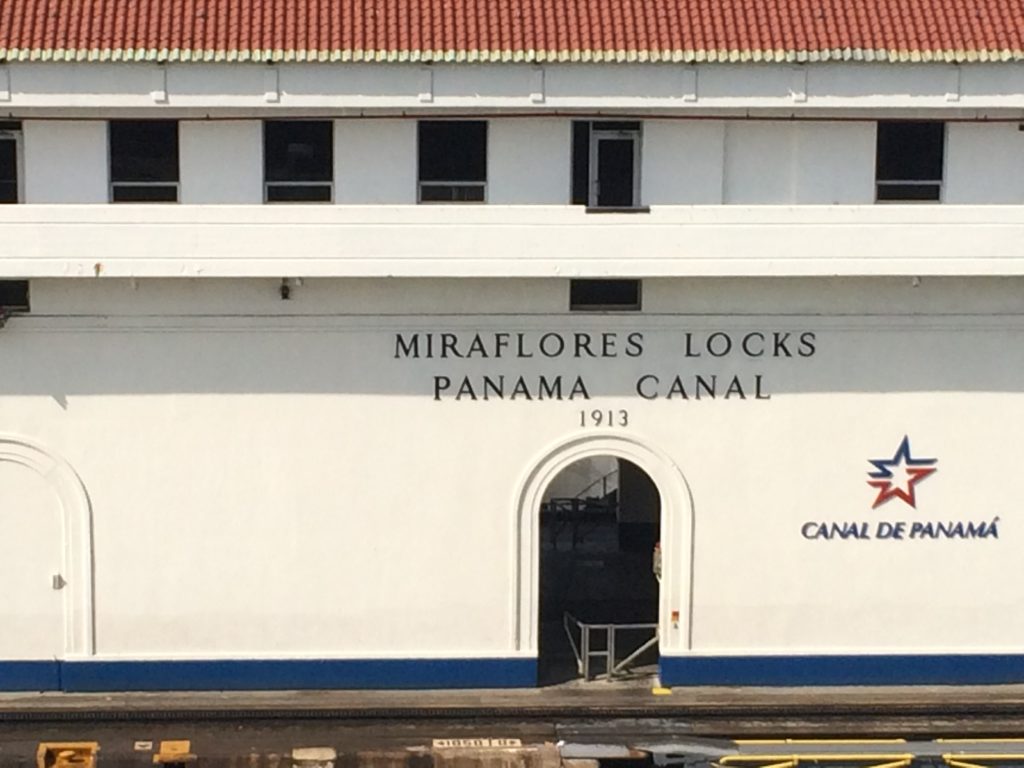 MIRAFLORES LOCKS
PANAMA CANAL
1913
CANAL DE PANAMÁ